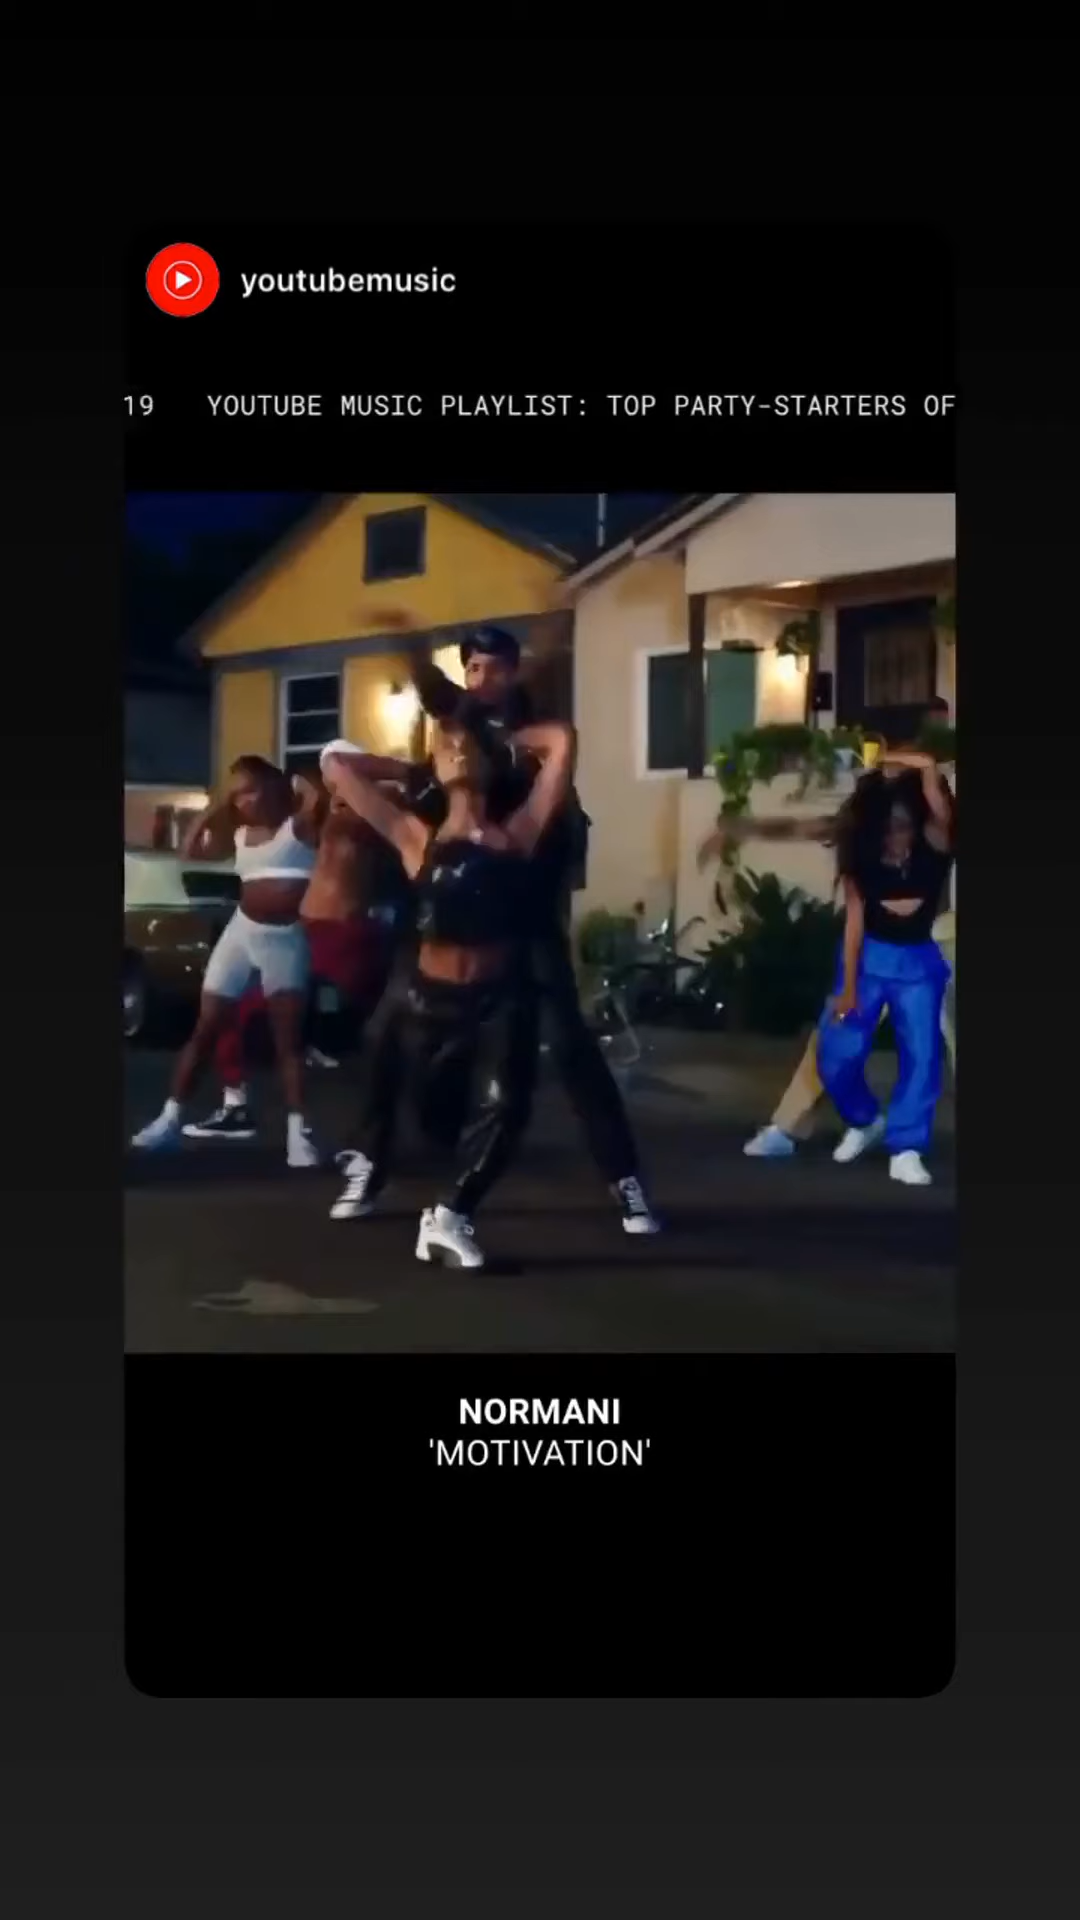 youtubemusic
19 YOUTUBE MUSIC PLAYLIST: TOP PARTY-STARTERS OF
NORMANI
'MOTIVATION'